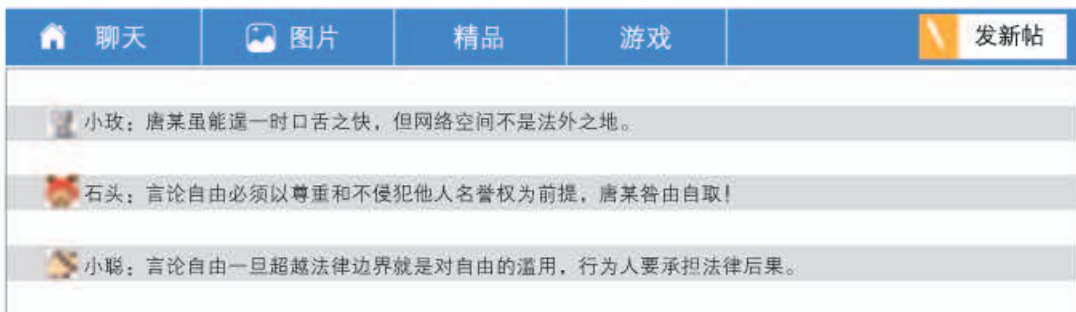 聊天 图片 精品 游戏 发新帖
小玫：唐某虽能逞一时口舌之快，但网络空间不是法外之地。
石头：言论自由必须以尊重和不侵犯他人名誉权为前提，唐某咎由自取！
小聪：言论自由一旦超越法律边界就是对自由的滥用，行为人要承担法律后果。